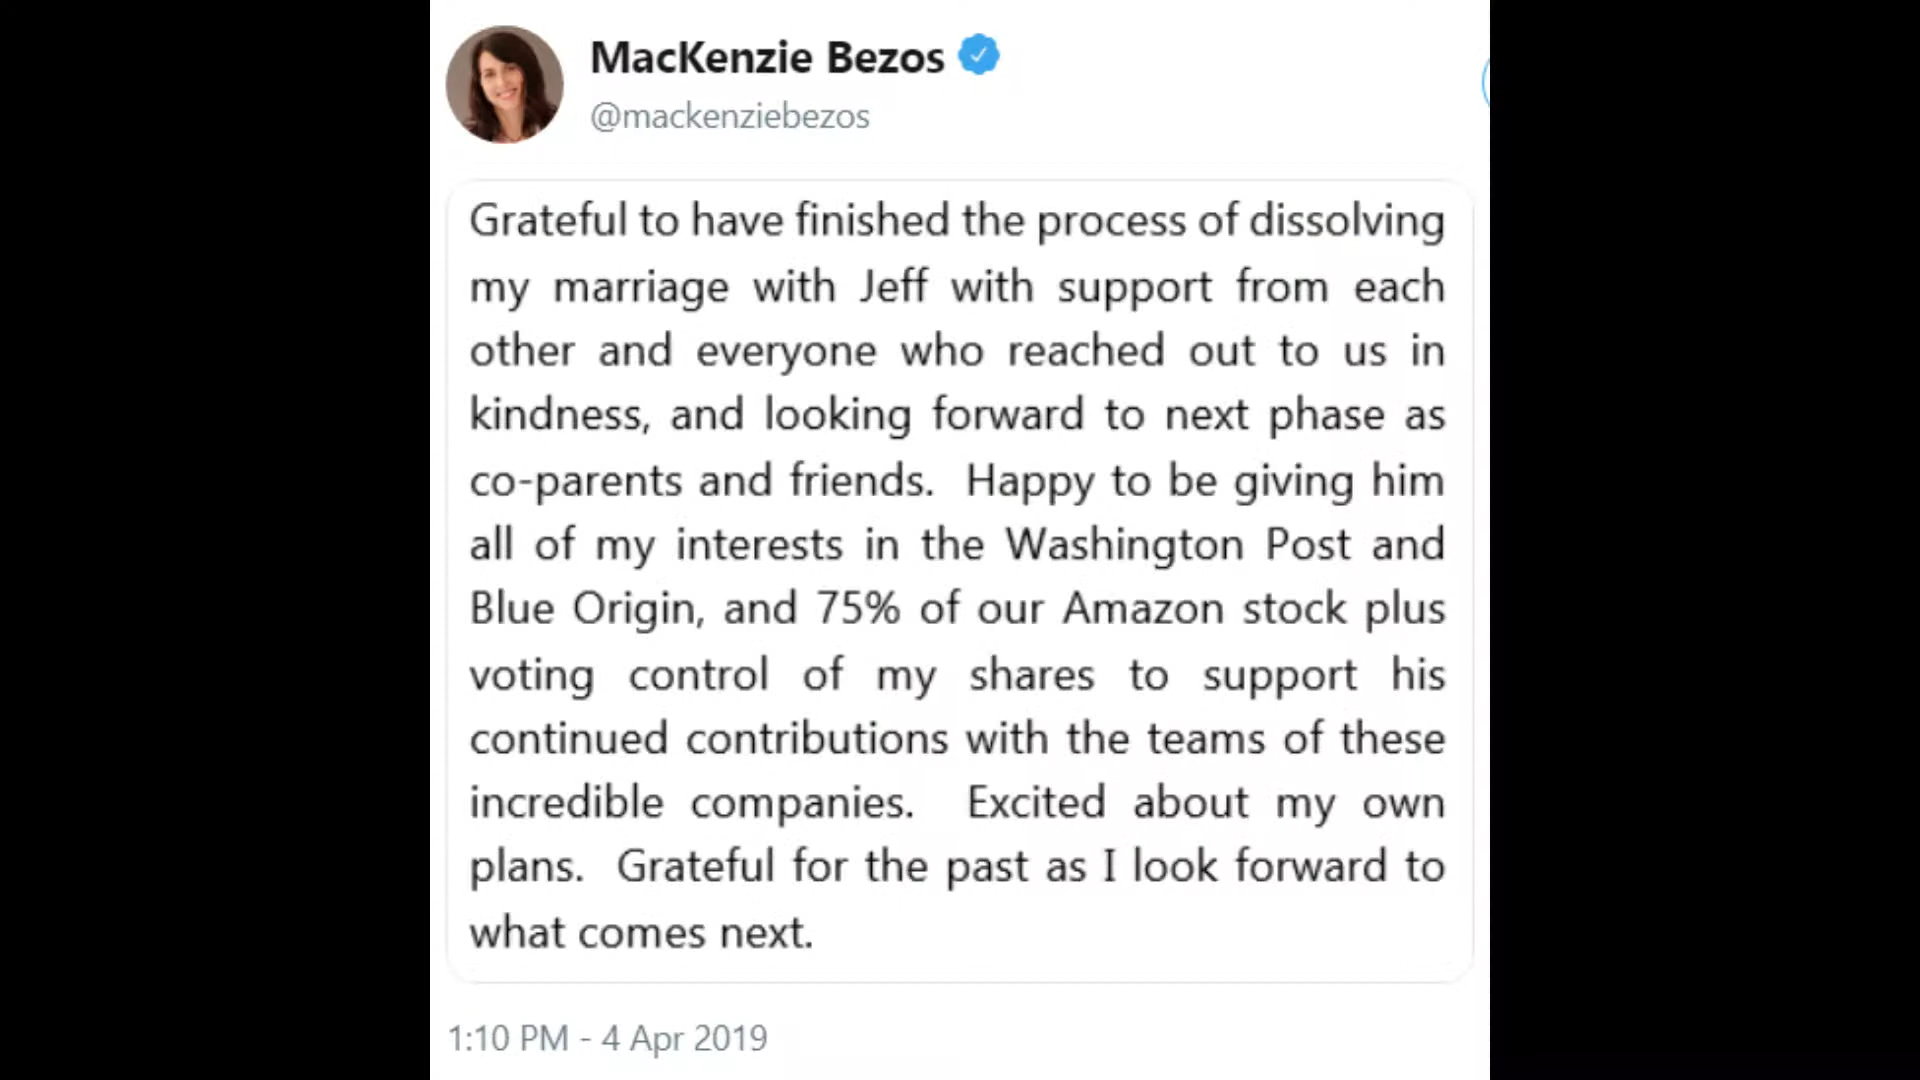 MacKenzie Bezos
@mackenziebezos
Grateful to have finished the process of dissolving
my marriage with Jeff with support from each
other and everyone who reached out to us in
kindness, and looking forward to next phase as
co-parents and friends.  Happy to be giving him
all of my interests in the Washington Post and
Blue Origin, and 75% of our Amazon stock plus
voting control of my shares to support his
continued contributions with the teams of these
incredible companies.  Excited about my own
plans.  Grateful for the past as I look forward to
what comes next.
1:10 PM - 4 Apr 2019